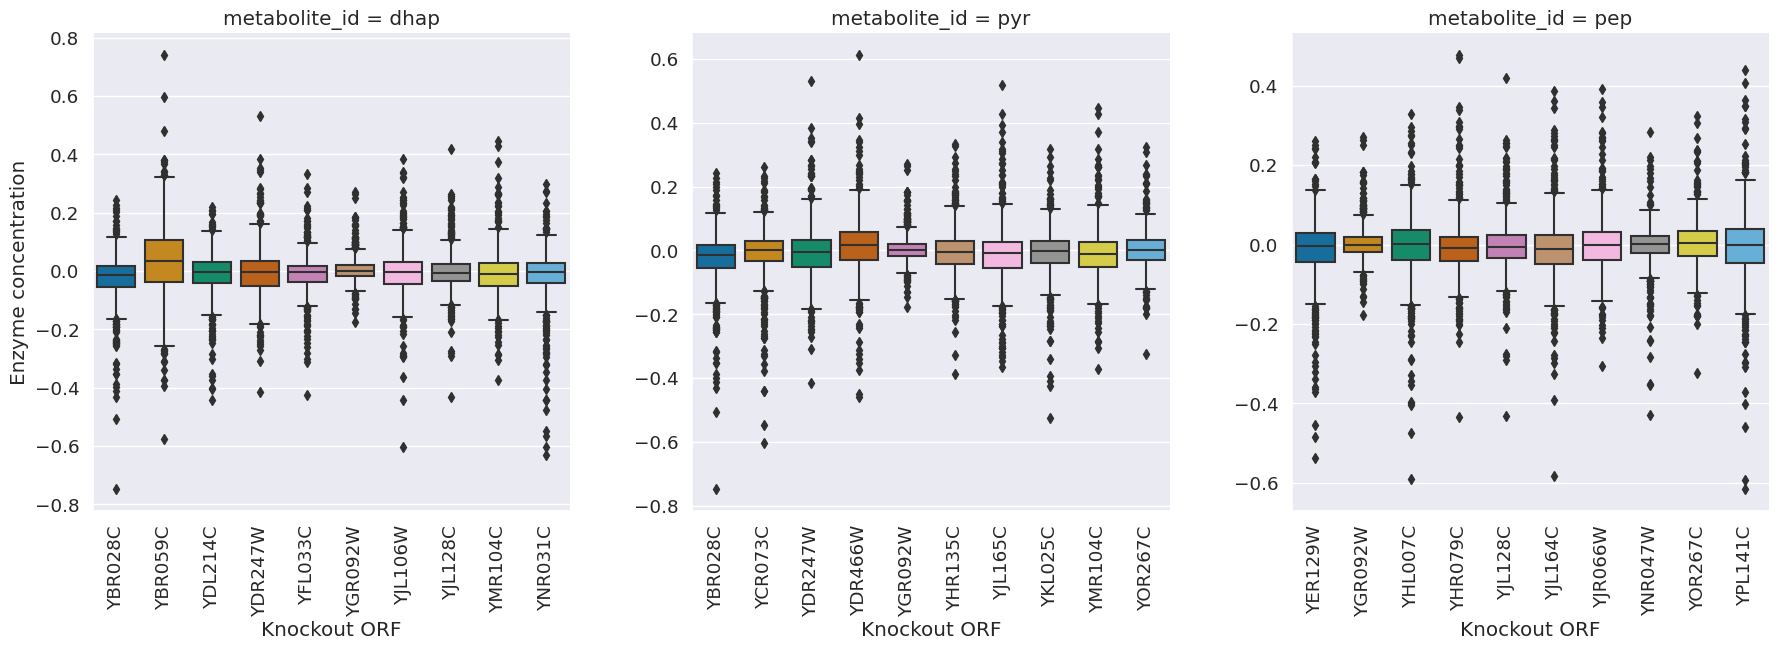 metabolite_id = dhap
metabolite_id = pyr
metabolite_id = pep
Enzyme concentration
0.8
0.6
0.4
0.2
0.0
−0.2
−0.4
−0.6
−0.8
YBR028C
YBR059C
YDL214C
YDR247W
YFL033C
YGR092W
YJL106W
YJL128C
YMR104C
YNR031C
Knockout ORF
0.6
0.4
0.2
0.0
−0.2
−0.4
−0.6
−0.8
YBR028C
YCR073C
YDR247W
YDR466W
YGR092W
YHR135C
YJL165C
YKL025C
YMR104C
YOR267C
Knockout ORF
0.4
0.2
0.0
−0.2
−0.4
−0.6
YER129W
YGR092W
YHL007C
YHR079C
YJL128C
YJL164C
YJR066W
YNR047W
YOR267C
YPL141C
Knockout ORF